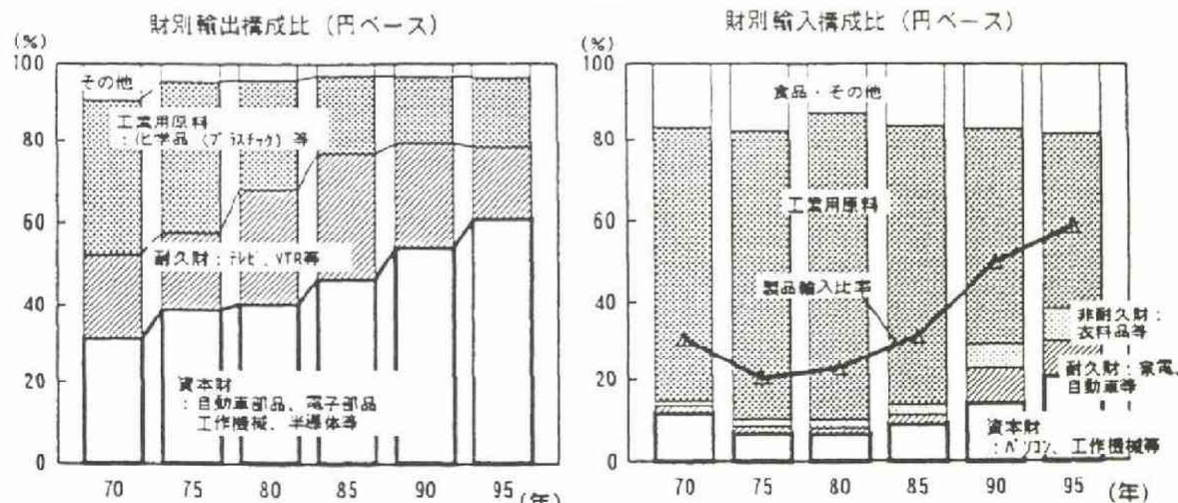 財別輸出構成比(円ベース)
(%)
100
80
60
40
20
0
その他
工業用原料
:化学品(プラスチック)等
耐久財:テレビ、VTR等
資本財
:自動車部品、電子部品
工作機械、半導体等
70 75 80 85 90 95 (年)
財別輸入構成比(円ベース)
(%)
100
80
60
40
20
0
食品・その他
工業用原料
製品輸入比率
非耐久財:
衣料品等
耐久財:家電、
自動車等
資本財
:パソコン、工作機械等
70 75 80 85 90 95 (年)